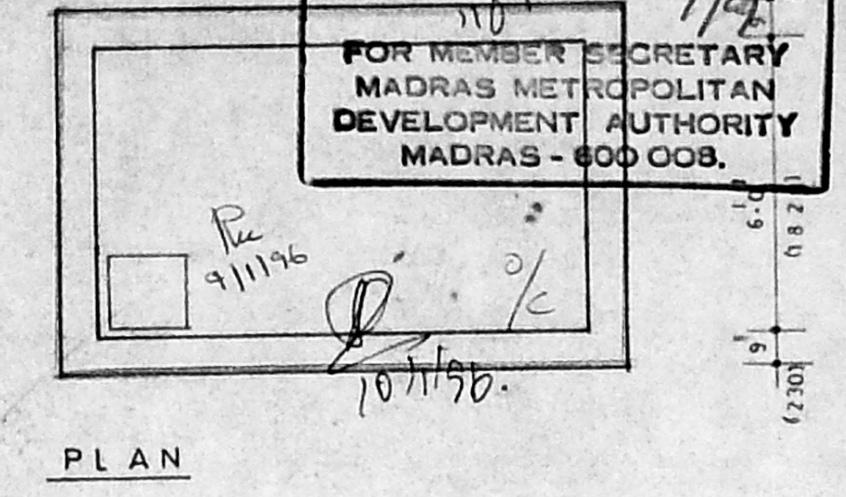 FOR MEMBER SECRETARY
MADRAS METROPOLITAN
DEVELOPMENT AUTHORITY
MADRAS - 600 008.
6'-0"
(182)
9/1/96
O/C
9"
(230)
10/1/96.
PLAN